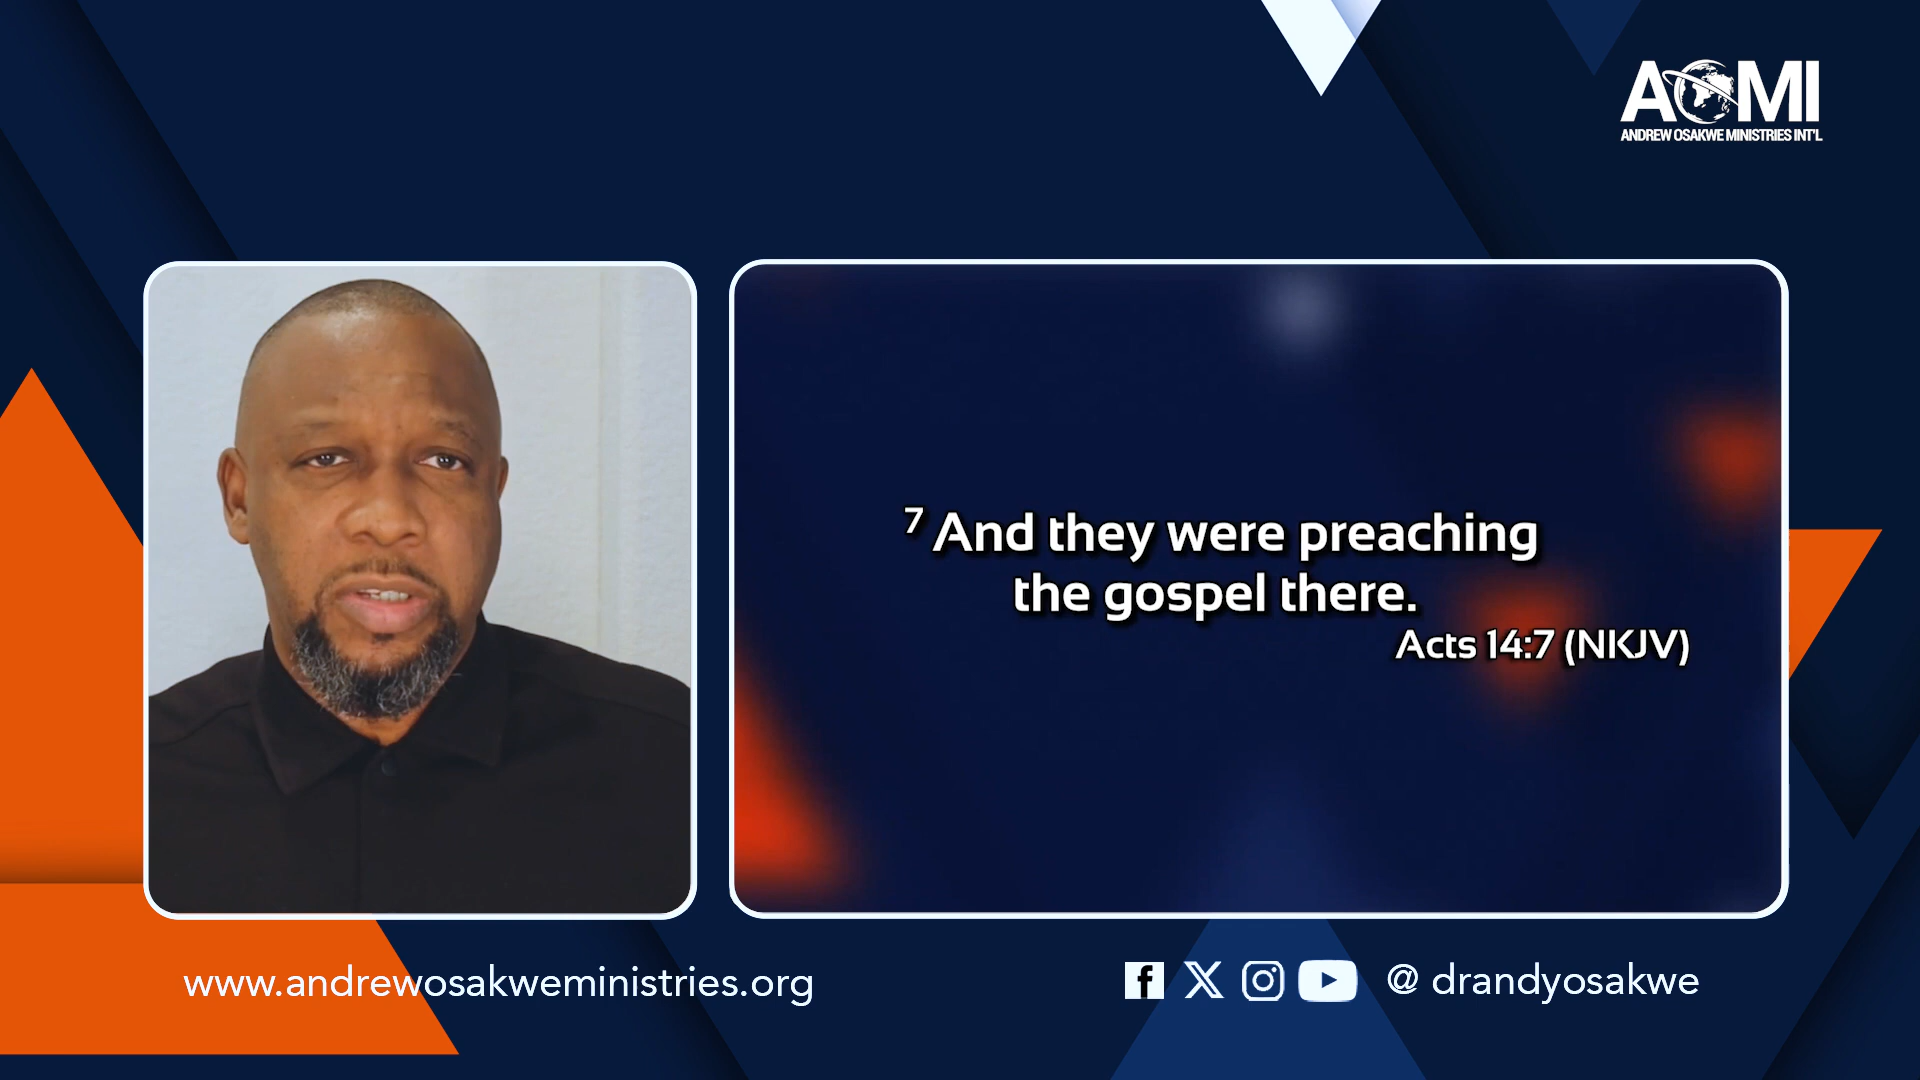 AOMI
ANDREW OSAKWE MINISTRIES INT'L
7 And they were preaching
the gospel there.
Acts 14:7 (NKJV)
www.andrewosakweministries.org
@ drandyosakwe